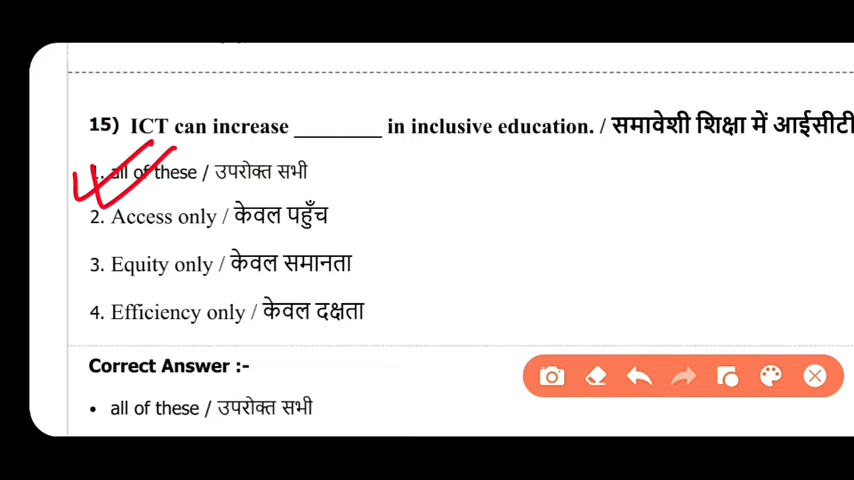 15) ICT can increase ________ in inclusive education. / समावेशी शिक्षा में आईसीटी
1. all of these / उपरोक्त सभी
2. Access only / केवल पहुँच
3. Equity only / केवल समानता
4. Efficiency only / केवल दक्षता
Correct Answer :-
• all of these / उपरोक्त सभी